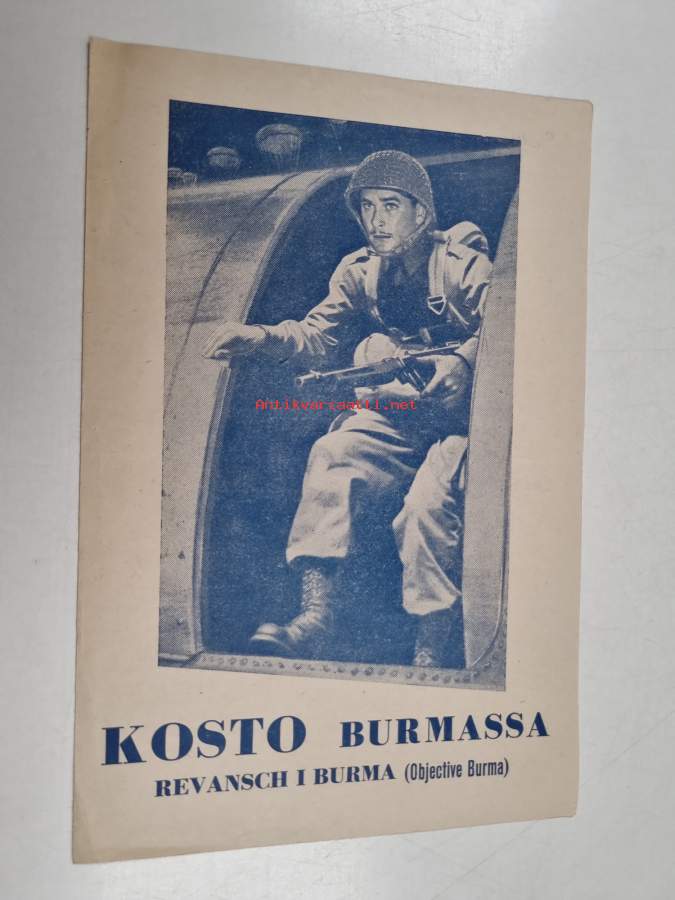 Antikvariaatti.net
KOSTO BURMASSA
REVANSCH I BURMA (Objective Burma)